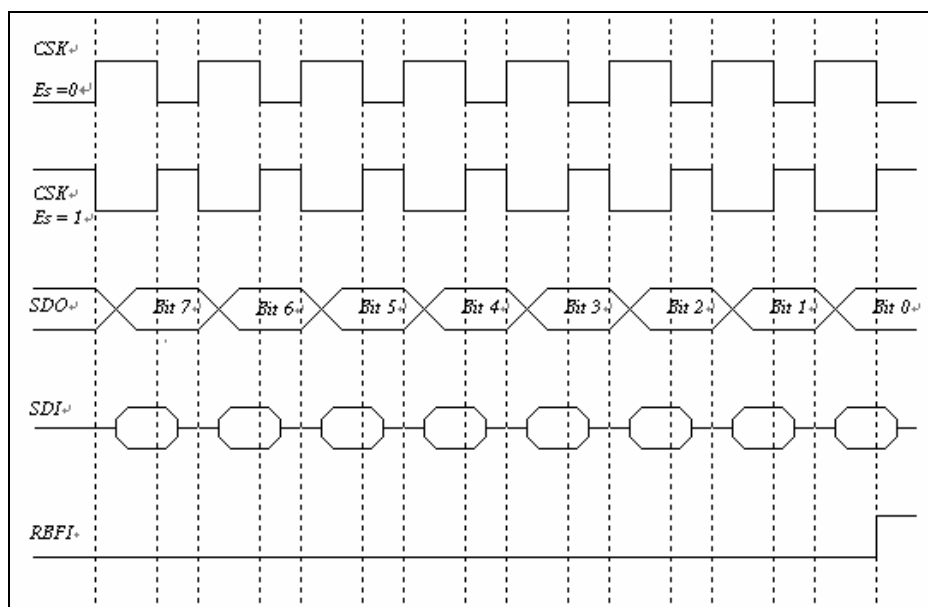 CSK↵
Es =0↵
CSK↵
Es = 1↵
SDO↵ Bit 7↵ Bit 6↵ Bit 5↵ Bit 4↵ Bit 3↵ Bit 2↵ Bit 1↵ Bit 0↵
SDI↵
RBFI↵